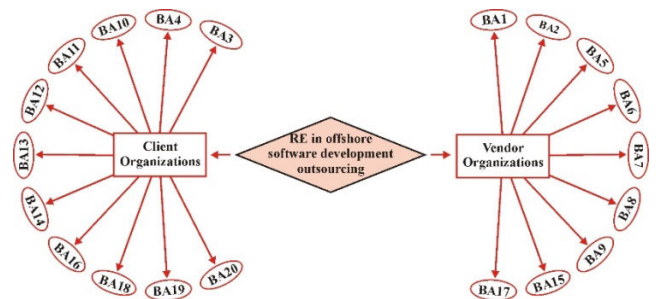 BA10
BA4
BA3
BA11
BA12
BA13
BA14
BA16
BA18
BA19
BA20
Client
Organizations
RE in offshore
software development
outsourcing
Vendor
Organizations
BA1
BA2
BA5
BA6
BA7
BA8
BA9
BA15
BA17